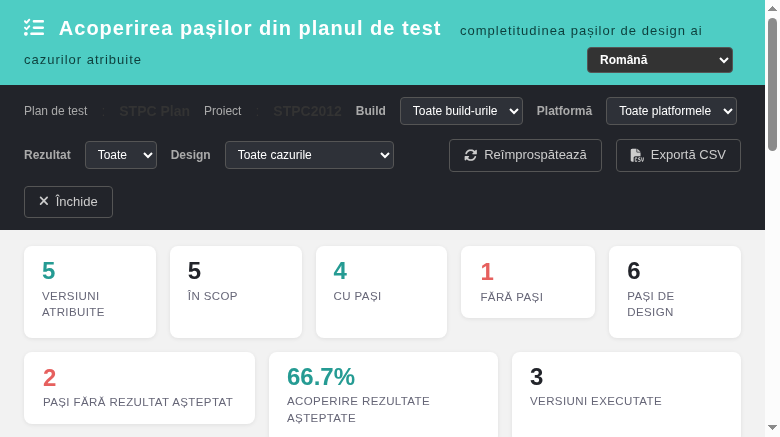 Acoperirea pașilor din planul de test completitudinea pașilor de design ai
cazurilor atribuite
Română
Plan de test : STPC Plan Proiect : STPC2012 Build Toate build-urile Platformă Toate platformele
Rezultat Toate Design Toate cazurile Reîmprospătează Exportă CSV
Închide
5 5 4 1 6
VERSIUNI ÎN SCOP CU PAȘI FĂRĂ PAȘI PAȘI DE
ATRIBUITE DESIGN
2 66.7% 3
PAȘI FĂRĂ REZULTAT AȘTEPTAT ACOPERIRE REZULTATE VERSIUNI EXECUTATE
AȘTEPTATE